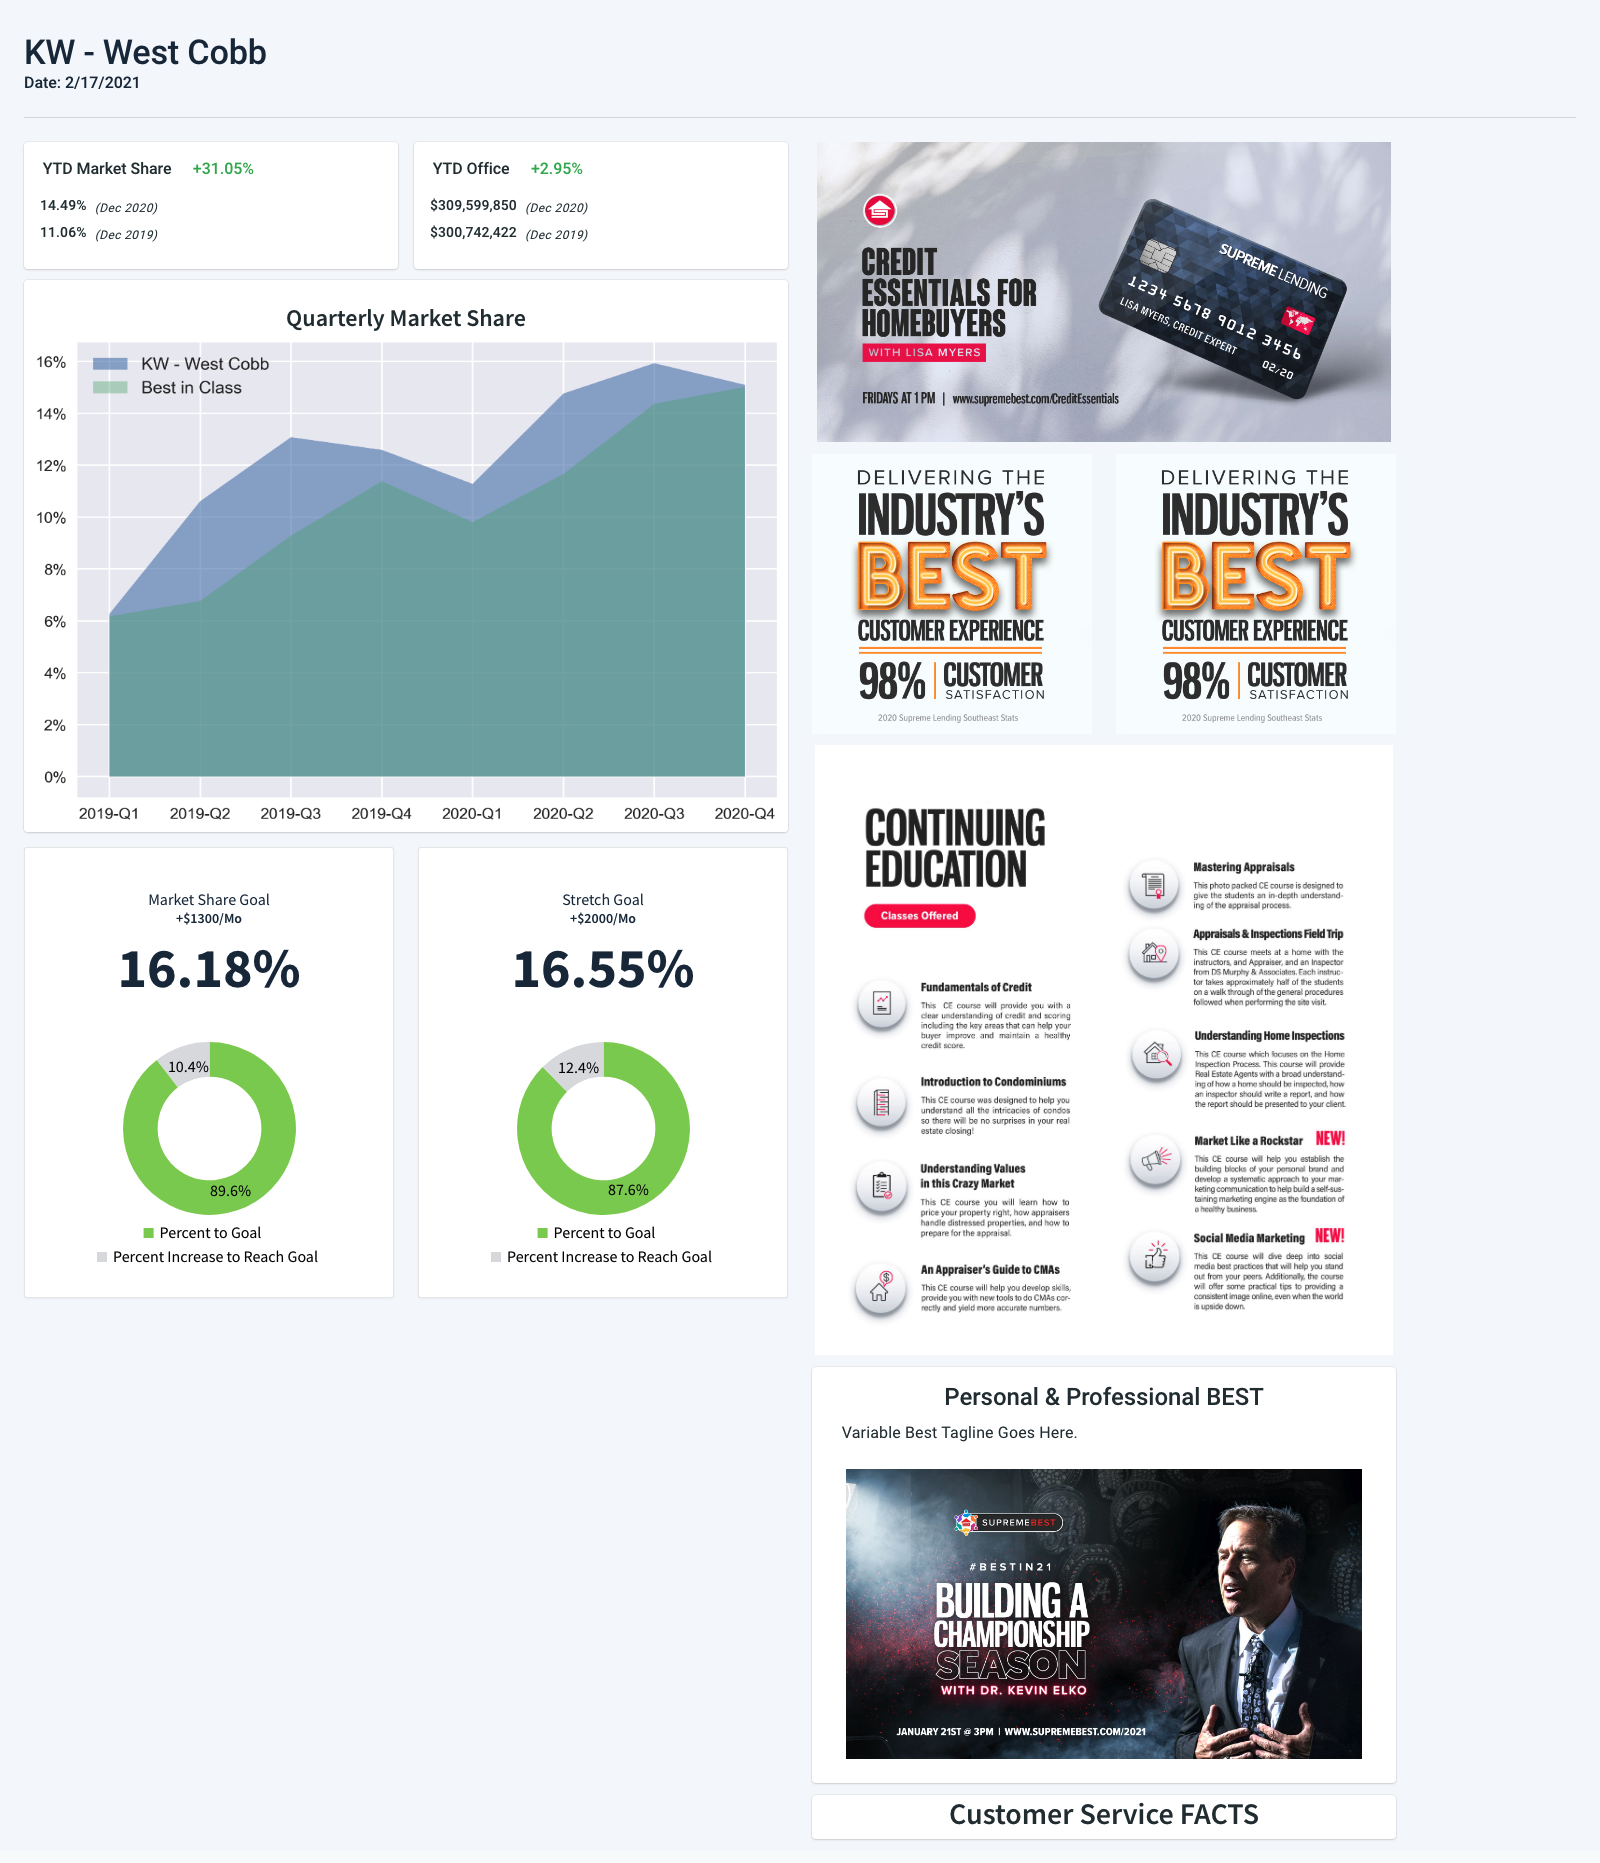 KW - West Cobb
Date: 2/17/2021
YTD Market Share +31.05%
14.49% (Dec 2020)
11.06% (Dec 2019)
YTD Office +2.95%
$309,599,850 (Dec 2020)
$300,742,422 (Dec 2019)
Quarterly Market Share
KW - West Cobb
Best in Class
16%
14%
12%
10%
8%
6%
4%
2%
0%
2019-Q1 2019-Q2 2019-Q3 2019-Q4 2020-Q1 2020-Q2 2020-Q3 2020-Q4
Market Share Goal
+$1300/Mo
16.18%
10.4%
89.6%
Percent to Goal
Percent Increase to Reach Goal
Stretch Goal
+$2000/Mo
16.55%
12.4%
87.6%
Percent to Goal
Percent Increase to Reach Goal
CREDIT
ESSENTIALS FOR
HOMEBUYERS
WITH LISA MYERS
FRIDAYS AT 1 PM | www.supremebest.com/CreditEssentials
SUPREME LENDING
1234 5678 9012 3456
LISA MYERS, CREDIT EXPERT
02/20
DELIVERING THE
INDUSTRY'S
BEST
CUSTOMER EXPERIENCE
98% | CUSTOMER
SATISFACTION
2020 Supreme Lending Southeast Stats
DELIVERING THE
INDUSTRY'S
BEST
CUSTOMER EXPERIENCE
98% | CUSTOMER
SATISFACTION
2020 Supreme Lending Southeast Stats
CONTINUING
EDUCATION
Classes Offered
Fundamentals of Credit
This CE course will provide you with a
clear understanding of credit and scoring
including the key areas that can help your
buyer improve and maintain a healthy
credit score.
Introduction to Condominiums
This CE course was designed to help you
understand all the intricacies of condos
so there will be no surprises in your real
estate closing!
Understanding Values
in this Crazy Market
This CE course you will learn how to
price your property right, how appraisers
handle distressed properties, and how to
prepare for the appraisal.
An Appraiser's Guide to CMAs
This CE course will help you develop skills,
provide you with new tools to do CMAs cor-
rectly and yield more accurate numbers.
Mastering Appraisals
This photo packed CE course is designed to
give the students an in-depth understand-
ing of the appraisal process.
Appraisals & Inspections Field Trip
This CE course meets at a home with the
instructors, and Appraiser, and an Inspector
from DS Murphy & Associates. Each instruc-
tor takes approximately half of the students
on a walk through of the general procedures
followed when performing the site visit.
Understanding Home Inspections
This CE course which focuses on the Home
Inspection Process. This course will provide
Real Estate Agents with a broad understand-
ing of how a home should be inspected, how
an inspector should write a report, and how
the report should be presented to your client.
Market Like a Rockstar NEW!
This CE course will help you establish the
building blocks of your personal brand and
develop a systematic approach to your mar-
keting communication to help build a self-sus-
taining marketing engine as the foundation of
a healthy business.
Social Media Marketing NEW!
This CE course will dive deep into social
media best practices that will help you stand
out from your peers. Additionally, the course
will offer some practical tips to providing a
consistent image online, even when the world
is upside down.
Personal & Professional BEST
Variable Best Tagline Goes Here.
SUPREMEBEST
#BESTIN21
BUILDING A
CHAMPIONSHIP
SEASON
WITH DR. KEVIN ELKO
JANUARY 21ST @ 3PM | WWW.SUPREMEBEST.COM/2021
Customer Service FACTS